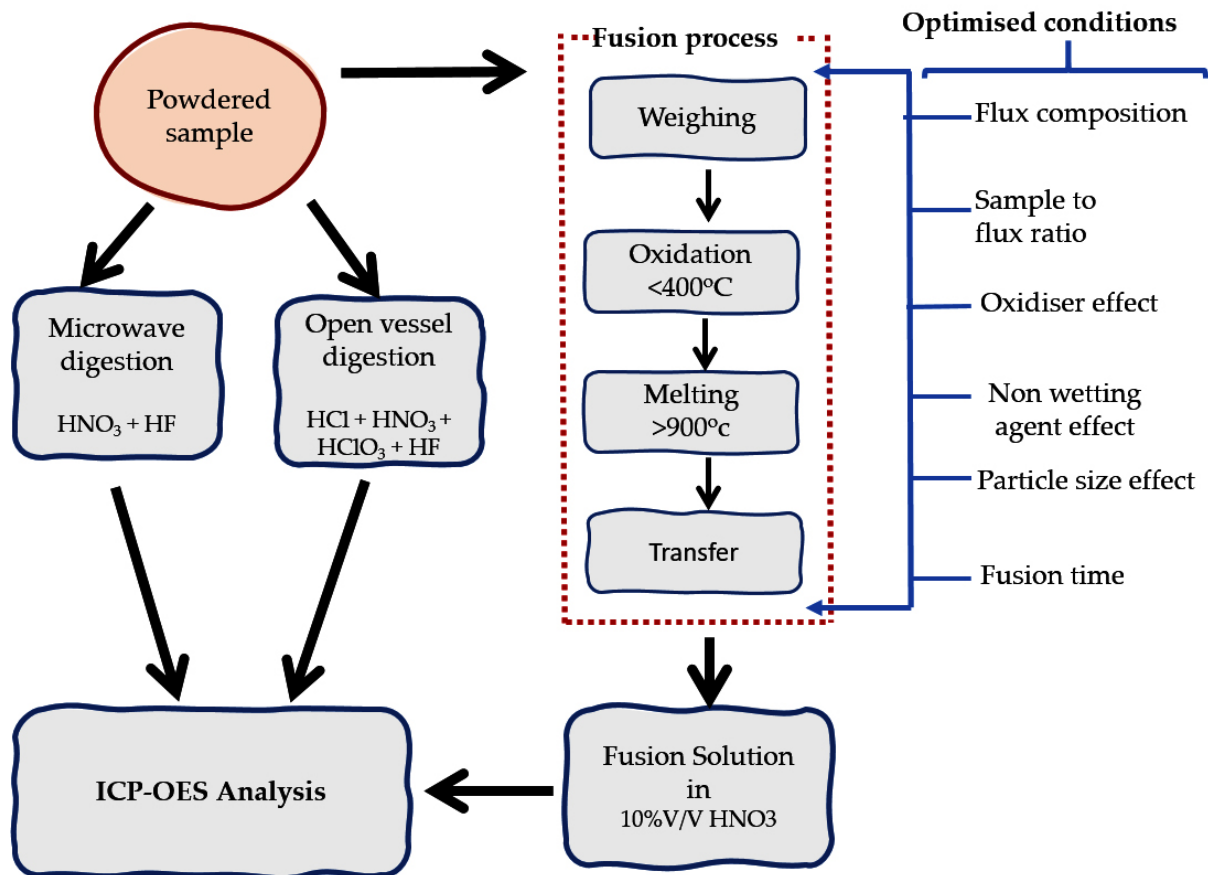 Powdered
sample
Microwave
digestion
HNO₃ + HF
Open vessel
digestion
HCl + HNO₃ +
HClO₃ + HF
Fusion process
Weighing
Oxidation
<400ᵒC
Melting
>900ᵒc
Transfer
Optimised conditions
Flux composition
Sample to
flux ratio
Oxidiser effect
Non wetting
agent effect
Particle size effect
Fusion time
Fusion Solution
in
10%V/V HNO3
ICP-OES Analysis